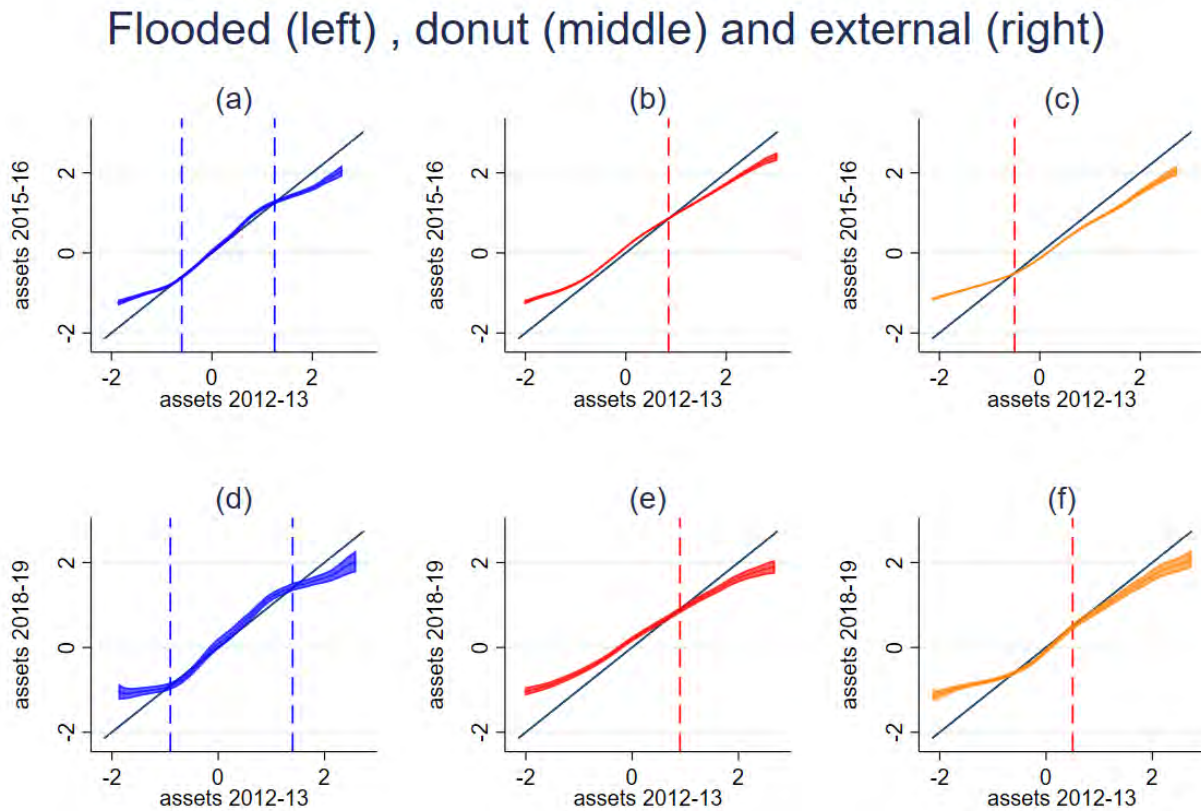 Flooded (left) , donut (middle) and external (right)
(a)
assets 2015-16
2
0
-2
-2 0 2
assets 2012-13
(b)
assets 2015-16
2
0
-2
-2 0 2
assets 2012-13
(c)
assets 2015-16
2
0
-2
-2 0 2
assets 2012-13
(d)
assets 2018-19
2
0
-2
-2 0 2
assets 2012-13
(e)
assets 2018-19
2
0
-2
-2 0 2
assets 2012-13
(f)
assets 2018-19
2
0
-2
-2 0 2
assets 2012-13